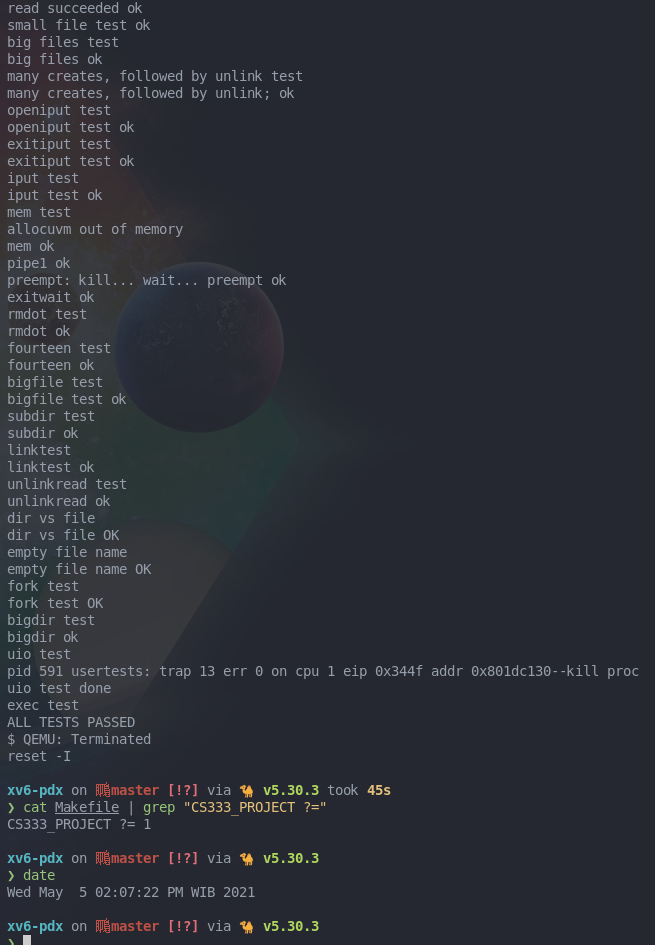 read succeeded ok
small file test ok
big files test
big files ok
many creates, followed by unlink test
many creates, followed by unlink; ok
openiput test
openiput test ok
exitiput test
exitiput test ok
iput test
iput test ok
mem test
allocuvm out of memory
mem ok
pipe1 ok
preempt: kill... wait... preempt ok
exitwait ok
rmdot test
rmdot ok
fourteen test
fourteen ok
bigfile test
bigfile test ok
subdir test
subdir ok
linktest
linktest ok
unlinkread test
unlinkread ok
dir vs file
dir vs file OK
empty file name
empty file name OK
fork test
fork test OK
bigdir test
bigdir ok
uio test
pid 591 usertests: trap 13 err 0 on cpu 1 eip 0x344f addr 0x801dc130--kill proc
uio test done
exec test
ALL TESTS PASSED
$ QEMU: Terminated
reset -I
xv6-pdx on master [!?] via 🐪 v5.30.3 took 45s
❯ cat Makefile | grep "CS333_PROJECT ?="
CS333_PROJECT ?= 1
xv6-pdx on master [!?] via 🐪 v5.30.3
❯ date
Wed May  5 02:07:22 PM WIB 2021
xv6-pdx on master [!?] via 🐪 v5.30.3
❯